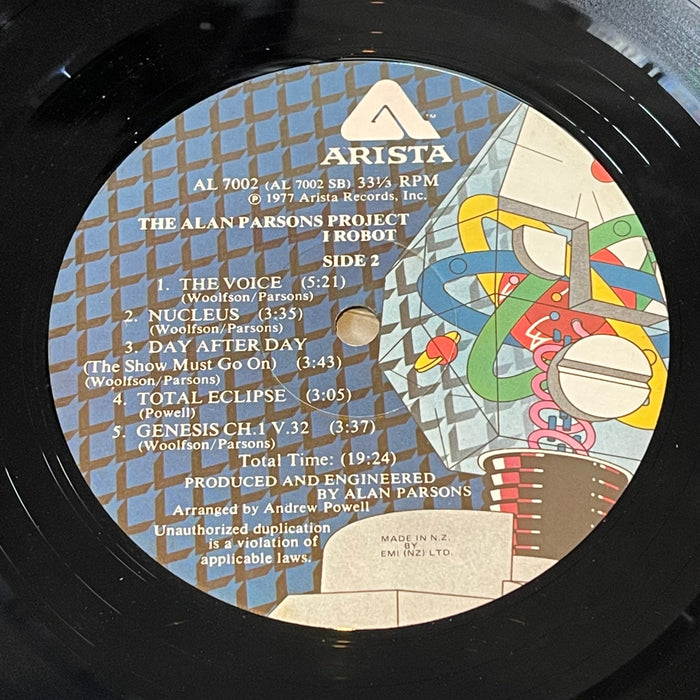 ™
ARISTA
AL 7002 (AL 7002 SB) 33⅓ RPM
℗ 1977 Arista Records, Inc.
THE ALAN PARSONS PROJECT
I ROBOT
SIDE 2
1. THE VOICE (5:21)
(Woolfson/Parsons)
2. NUCLEUS (3:35)
(Woolfson/Parsons)
3. DAY AFTER DAY
(The Show Must Go On) (3:43)
(Woolfson/Parsons)
4. TOTAL ECLIPSE (3:05)
(Powell)
5. GENESIS CH.1 V.32 (3:37)
(Woolfson/Parsons)
Total Time: (19:24)
PRODUCED AND ENGINEERED
BY ALAN PARSONS
Arranged by Andrew Powell
Unauthorized duplication
is a violation of
applicable laws.
MADE IN N.Z.
BY
EMI (NZ) LTD.